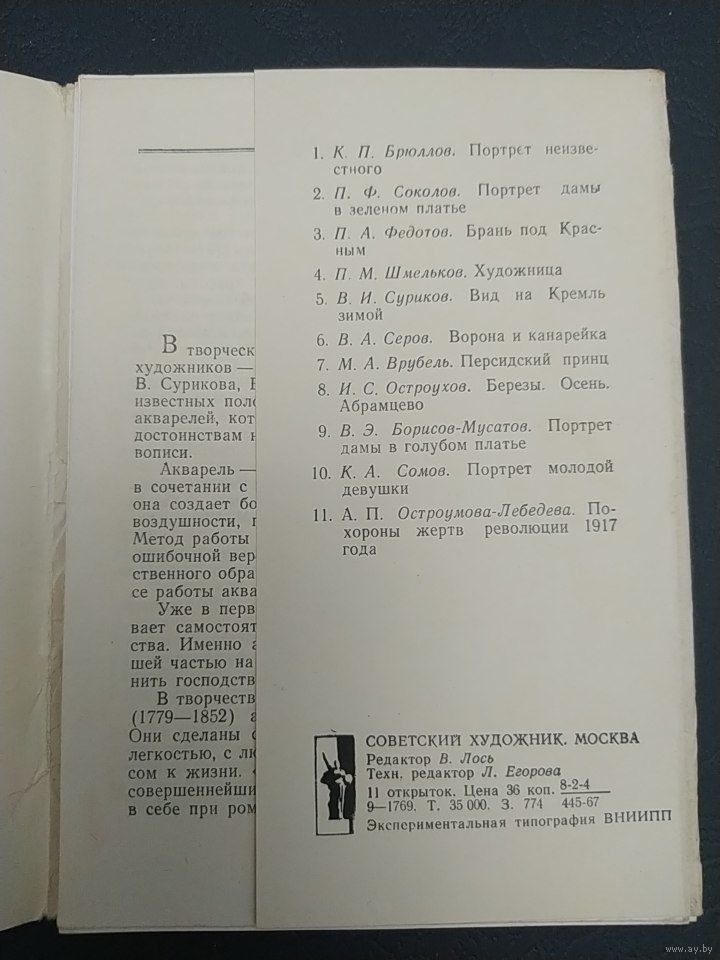 В творческ
художников —
В. Сурикова, В
известных поло
акварелей, кот
достоинствам н
вописи.
Акварель —
в сочетании с
она создает бо
воздушности, п
Метод работы
ошибочной вер
ственного обра
се работы аква
Уже в перв
вает самостоят
ства. Именно а
шей частью на
нить господств
В творчеств
(1779—1852) а
Они сделаны с
легкостью, с лю
сом к жизни.
совершеннейши
в себе при ром
1. К. П. Брюллов. Портрет неизве-
стного
2. П. Ф. Соколов. Портрет дамы
в зеленом платье
3. П. А. Федотов. Брань под Крас-
ным
4. П. М. Шмельков. Художница
5. В. И. Суриков. Вид на Кремль
зимой
6. В. А. Серов. Ворона и канарейка
7. М. А. Врубель. Персидский принц
8. И. С. Остроухов. Березы. Осень.
Абрамцево
9. В. Э. Борисов-Мусатов. Портрет
дамы в голубом платье
10. К. А. Сомов. Портрет молодой
девушки
11. А. П. Остроумова-Лебедева. По-
хороны жертв революции 1917
года
СОВЕТСКИЙ ХУДОЖНИК. МОСКВА
Редактор В. Лось
Техн. редактор Л. Егорова
11 открыток. Цена 36 коп. 8-2-4
9—1769. Т. 35 000. З. 774 445-67
Экспериментальная типография ВНИИПП
www.ay.by